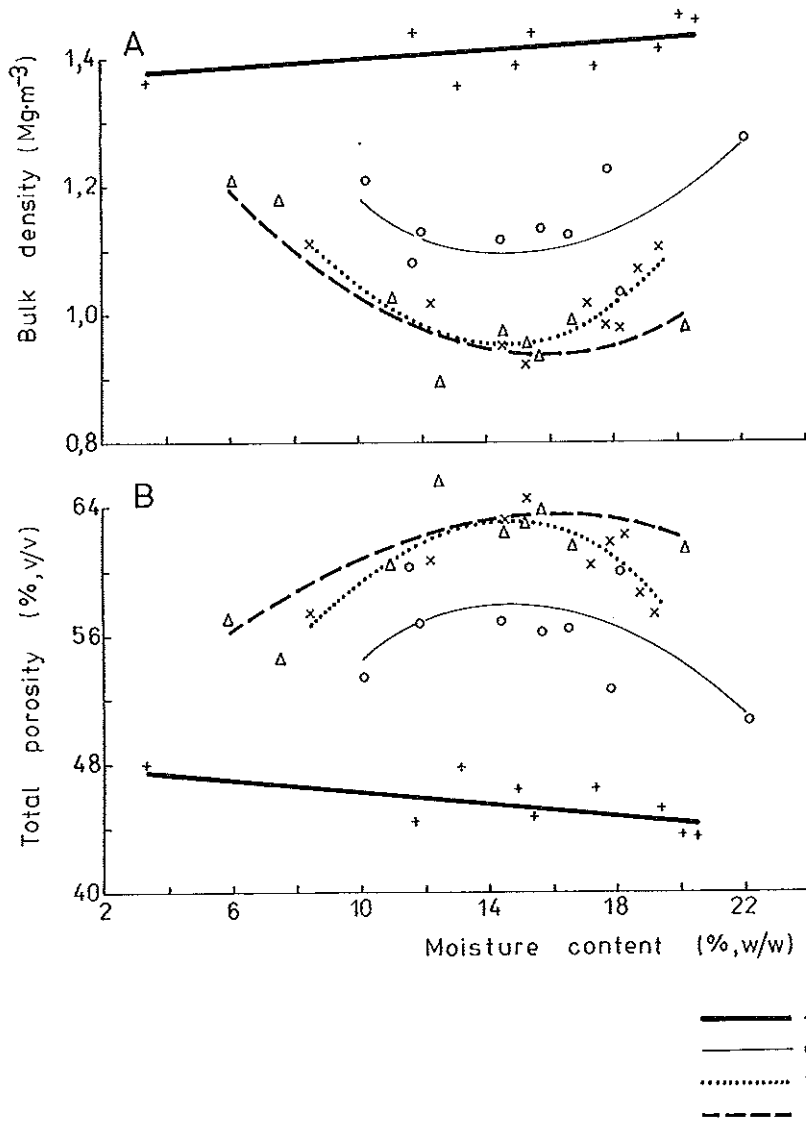 A
1,4
1,2
1,0
0,8
Bulk density (Mg·m⁻³)
B
64
56
48
40
Total porosity (%, v/v)
2 6 10 14 18 22
Moisture content (%, w/w)